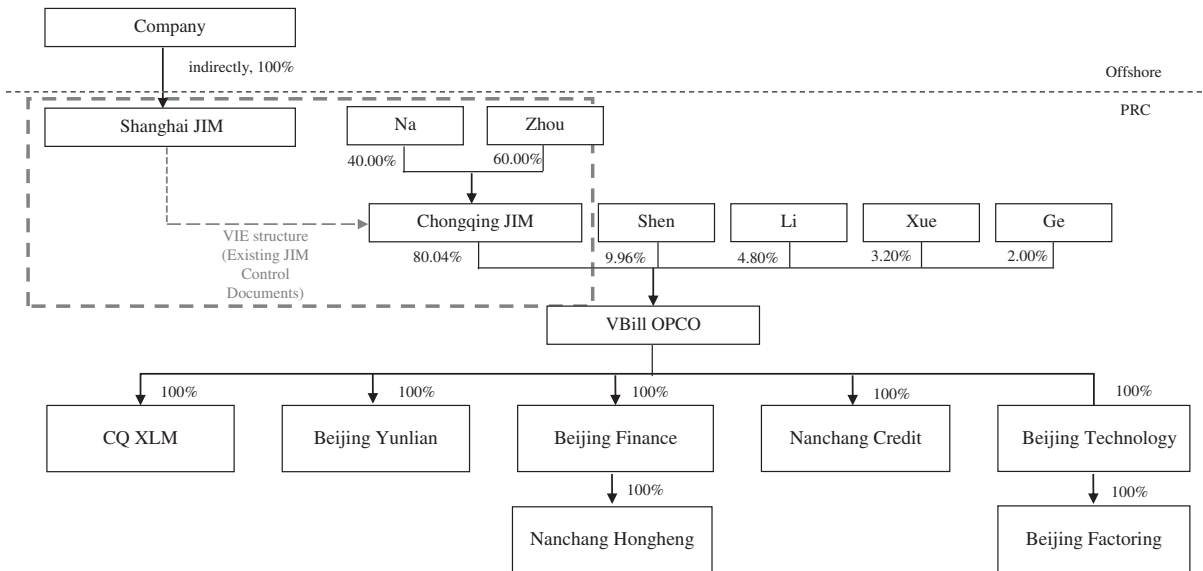 Company
indirectly, 100%
Offshore
PRC
Shanghai JIM
Na
Zhou
40.00%
60.00%
Chongqing JIM
Shen
Li
Xue
Ge
VIE structure
(Existing JIM
Control
Documents)
80.04%
9.96%
4.80%
3.20%
2.00%
VBill OPCO
100%
100%
100%
100%
100%
CQ XLM
Beijing Yunlian
Beijing Finance
Nanchang Credit
Beijing Technology
100%
100%
Nanchang Hongheng
Beijing Factoring